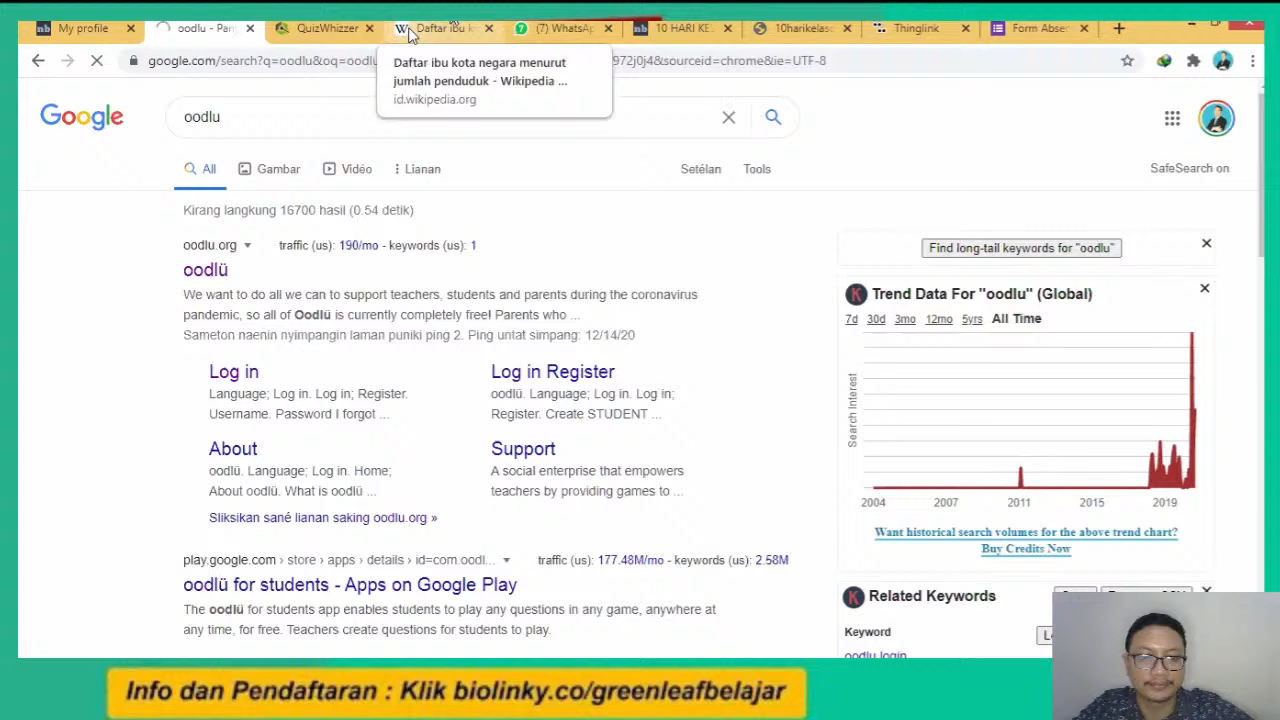 My profile
oodlu - Pen
QuizWhizzer
Daftar ibu k
(7) WhatsAp
10 HARI KE
10harikelas
Thinglink
Form Abse
google.com/search?q=oodlu&oq=oodlu
972j0j4&sourceid=chrome&ie=UTF-8
Daftar ibu kota negara menurut
jumlah penduduk - Wikipedia ...
id.wikipedia.org
Google
oodlu
All
Gambar
Vidéo
Lianan
Setélan
Tools
SafeSearch on
Kirang langkung 16700 hasil (0.54 detik)
oodlu.org
traffic (us): 190/mo - keywords (us): 1
oodlü
We want to do all we can to support teachers, students and parents during the coronavirus
pandemic, so all of Oodlü is currently completely free! Parents who ...
Sameton naenin nyimpangin laman puniki ping 2. Ping untat simpang: 12/14/20
Log in
Language; Log in. Log in; Register.
Username. Password I forgot ...
Log in Register
oodlü. Language; Log in. Log in;
Register. Create STUDENT ...
About
oodlü. Language; Log in. Home;
About oodlü. What is oodlü ...
Support
A social enterprise that empowers
teachers by providing games to ...
Sliksikan sané lianan saking oodlu.org »
play.google.com › store › apps › details › id=com.oodl...
traffic (us): 177.48M/mo - keywords (us): 2.58M
oodlü for students - Apps on Google Play
The oodlü for students app enables students to play any questions in any game, anywhere at
any time, for free. Teachers create questions for students to play.
Find long-tail keywords for "oodlu"
Trend Data For "oodlu" (Global)
7d 30d 3mo 12mo 5yrs All Time
Search Interest
2004 2007 2011 2015 2019
Want historical search volumes for the above trend chart?
Buy Credits Now
Related Keywords
Keyword
oodlu login
Info dan Pendaftaran : Klik biolinky.co/greenleafbelajar